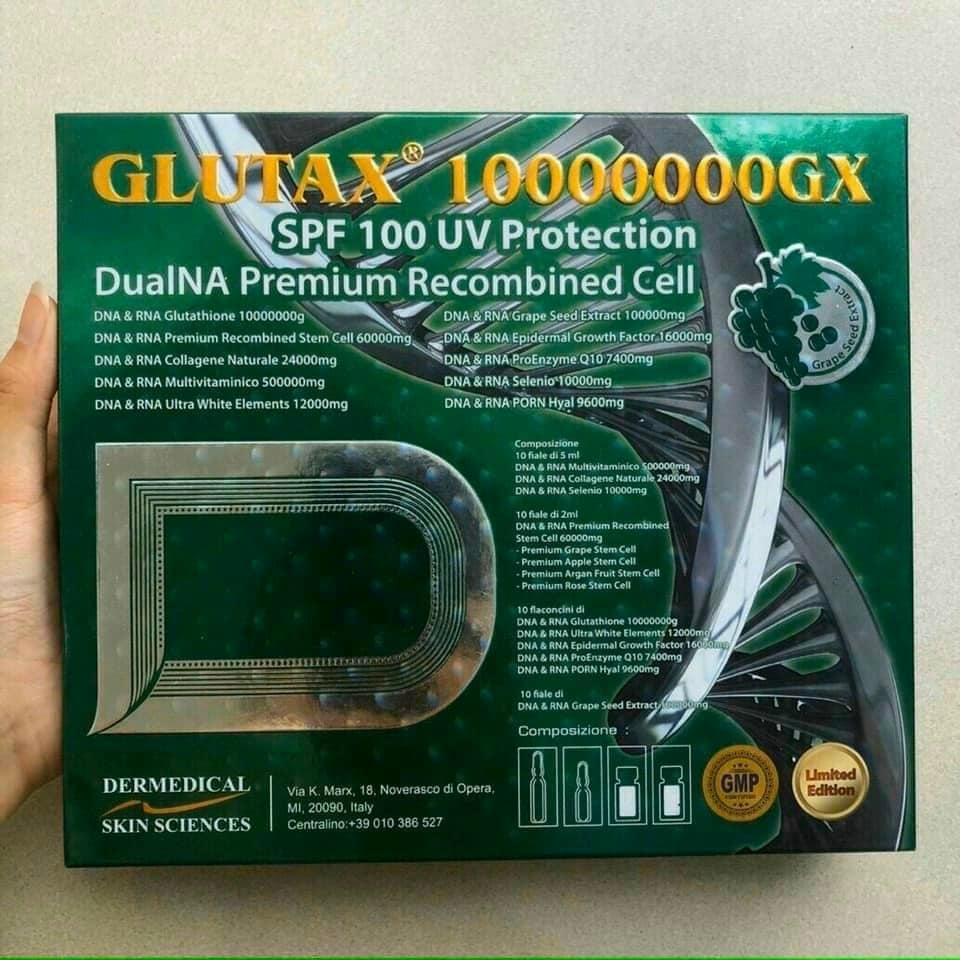 GLUTAX® 10000000GX
SPF 100 UV Protection
DualNA Premium Recombined Cell
DNA & RNA Glutathione 10000000g
DNA & RNA Premium Recombined Stem Cell 60000mg
DNA & RNA Collagene Naturale 24000mg
DNA & RNA Multivitaminico 500000mg
DNA & RNA Ultra White Elements 12000mg
DNA & RNA Grape Seed Extract 100000mg
DNA & RNA Epidermal Growth Factor 16000mg
DNA & RNA ProEnzyme Q10 7400mg
DNA & RNA Selenio 10000mg
DNA & RNA PORN Hyal 9600mg
Grape Seed Extract
Composizione
10 fiale di 5 ml
DNA & RNA Multivitaminico 500000mg
DNA & RNA Collagene Naturale 24000mg
DNA & RNA Selenio 10000mg
10 fiale di 2ml
DNA & RNA Premium Recombined
Stem Cell 60000mg
- Premium Grape Stem Cell
- Premium Apple Stem Cell
- Premium Argan Fruit Stem Cell
- Premium Rose Stem Cell
10 flaconcini di
DNA & RNA Glutathione 10000000g
DNA & RNA Ultra White Elements 12000mg
DNA & RNA Epidermal Growth Factor 16000mg
DNA & RNA ProEnzyme Q10 7400mg
DNA & RNA PORN Hyal 9600mg
10 fiale di
DNA & RNA Grape Seed Extract
Composizione :
DERMEDICAL
SKIN SCIENCES
Via K. Marx, 18, Noverasco di Opera,
MI, 20090, Italy
Centralino:+39 010 386 527
GMP
Limited
Edition